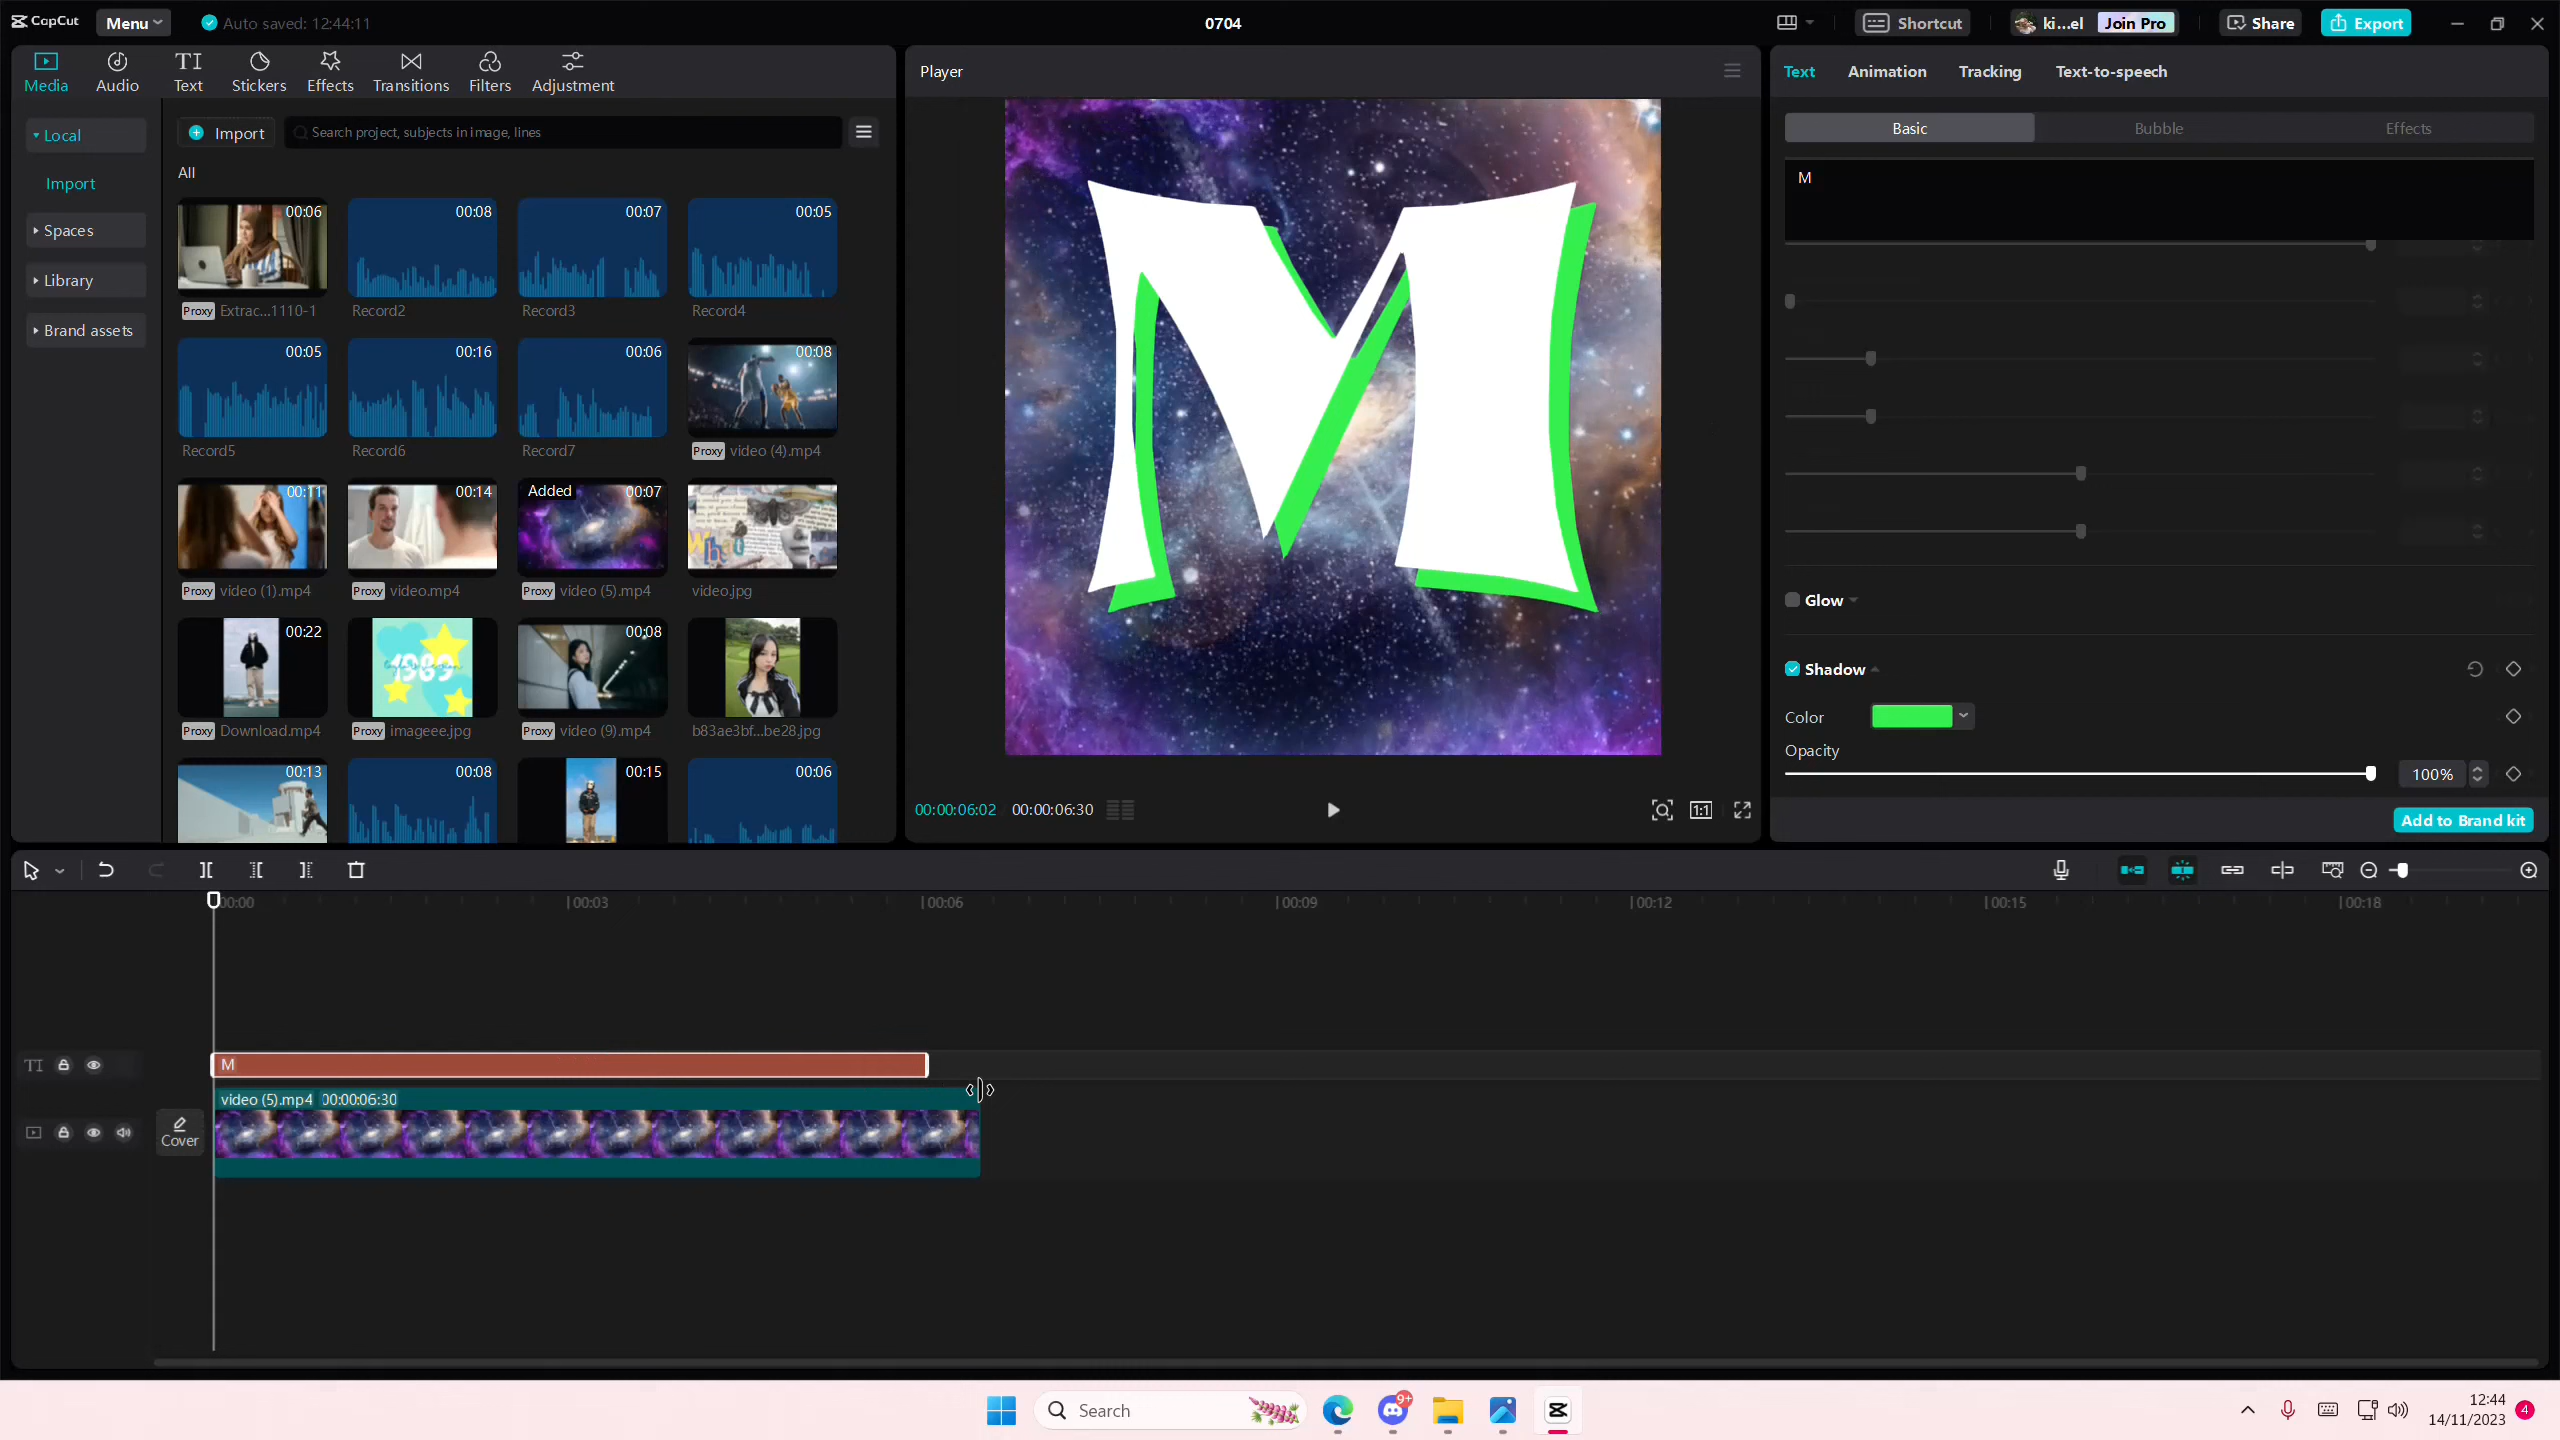 CapCut
Menu
Auto saved: 12:44:11
0704
Shortcut
ki...el
Join Pro
Share
Export
Media
Audio
Text
Stickers
Effects
Transitions
Filters
Adjustment
Player
Text
Animation
Tracking
Text-to-speech
Local
Import
Search project, subjects in image, lines
Basic
Bubble
Effects
Import
All
M
Spaces
Library
Brand assets
00:06
00:08
00:07
00:05
Proxy Extrac...1110-1
Record2
Record3
Record4
00:05
00:16
00:06
00:08
Record5
Record6
Record7
Proxy video (4).mp4
00:11
00:14
Added 00:07
Proxy video (1).mp4
Proxy video.mp4
Proxy video (5).mp4
video.jpg
What
00:22
1989
00:08
Proxy Download.mp4
Proxy imageee.jpg
Proxy video (9).mp4
b83ae3bf...be28.jpg
00:13
00:08
00:15
00:06
M
Glow
Shadow
Color
Opacity
100%
Add to Brand kit
00:00:06:02
00:00:06:30
1:1
00:00
00:03
00:06
00:09
00:12
00:15
00:18
TI
M
Cover
video (5).mp4 00:00:06:30
Search
9+
12:44
14/11/2023
4